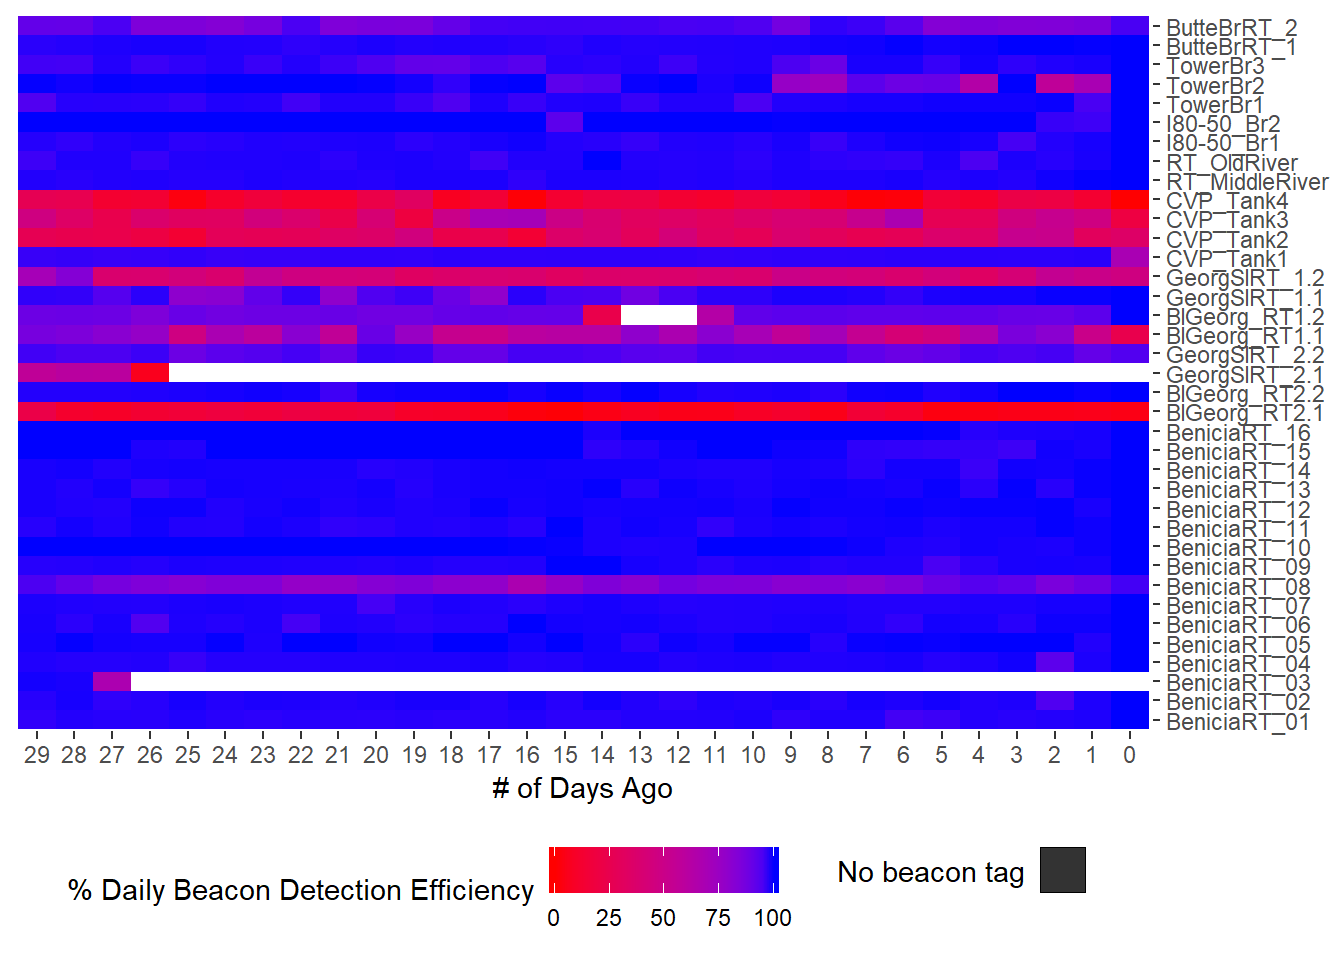 ButteBrRT_2
ButteBrRT_1
TowerBr3
TowerBr2
TowerBr1
I80-50_Br2
I80-50_Br1
RT_OldRiver
RT_MiddleRiver
CVP_Tank4
CVP_Tank3
CVP_Tank2
CVP_Tank1
GeorgSlRT_1.2
GeorgSlRT_1.1
BlGeorg_RT1.2
BlGeorg_RT1.1
GeorgSlRT_2.2
GeorgSlRT_2.1
BlGeorg_RT2.2
BlGeorg_RT2.1
BeniciaRT_16
BeniciaRT_15
BeniciaRT_14
BeniciaRT_13
BeniciaRT_12
BeniciaRT_11
BeniciaRT_10
BeniciaRT_09
BeniciaRT_08
BeniciaRT_07
BeniciaRT_06
BeniciaRT_05
BeniciaRT_04
BeniciaRT_03
BeniciaRT_02
BeniciaRT_01
29 28 27 26 25 24 23 22 21 20 19 18 17 16 15 14 13 12 11 10 9 8 7 6 5 4 3 2 1 0
# of Days Ago
% Daily Beacon Detection Efficiency
0 25 50 75 100
No beacon tag